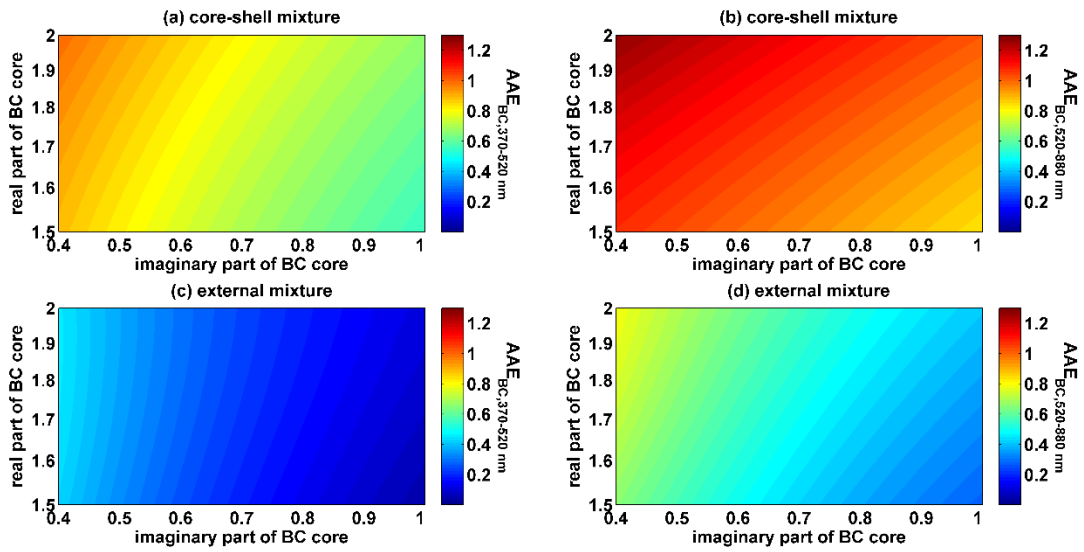 (a) core-shell mixture
real part of BC core
2
1.9
1.8
1.7
1.6
1.5
0.4 0.5 0.6 0.7 0.8 0.9 1
imaginary part of BC core
1.2
1
0.8
0.6
0.4
0.2
AAE BC,370-520 nm
(b) core-shell mixture
real part of BC core
2
1.9
1.8
1.7
1.6
1.5
0.4 0.5 0.6 0.7 0.8 0.9 1
imaginary part of BC core
1.2
1
0.8
0.6
0.4
0.2
AAE BC,520-880 nm
(c) external mixture
real part of BC core
2
1.9
1.8
1.7
1.6
1.5
0.4 0.5 0.6 0.7 0.8 0.9 1
imaginary part of BC core
1.2
1
0.8
0.6
0.4
0.2
AAE BC,370-520 nm
(d) external mixture
real part of BC core
2
1.9
1.8
1.7
1.6
1.5
0.4 0.5 0.6 0.7 0.8 0.9 1
imaginary part of BC core
1.2
1
0.8
0.6
0.4
0.2
AAE BC,520-880 nm